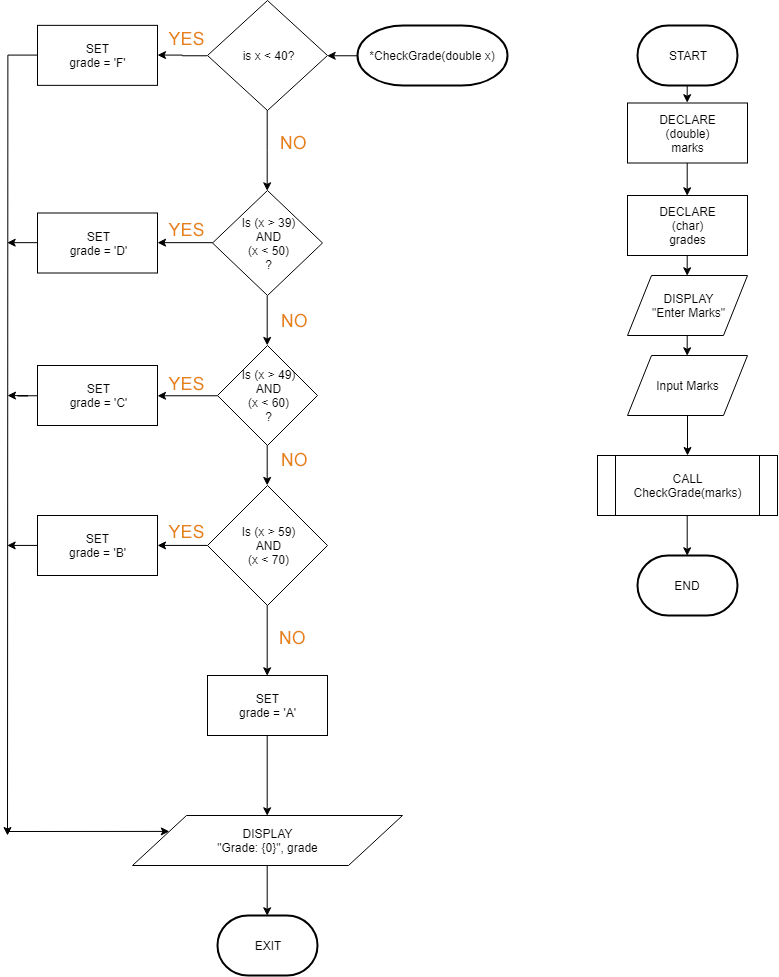 *CheckGrade(double x)
is x < 40?
YES
SET
grade = 'F'
NO
Is (x > 39)
AND
(x < 50)
?
YES
SET
grade = 'D'
NO
Is (x > 49)
AND
(x < 60)
?
YES
SET
grade = 'C'
NO
Is (x > 59)
AND
(x < 70)
YES
SET
grade = 'B'
NO
SET
grade = 'A'
DISPLAY
"Grade: {0}", grade
EXIT
START
DECLARE
(double)
marks
DECLARE
(char)
grades
DISPLAY
"Enter Marks"
Input Marks
CALL
CheckGrade(marks)
END